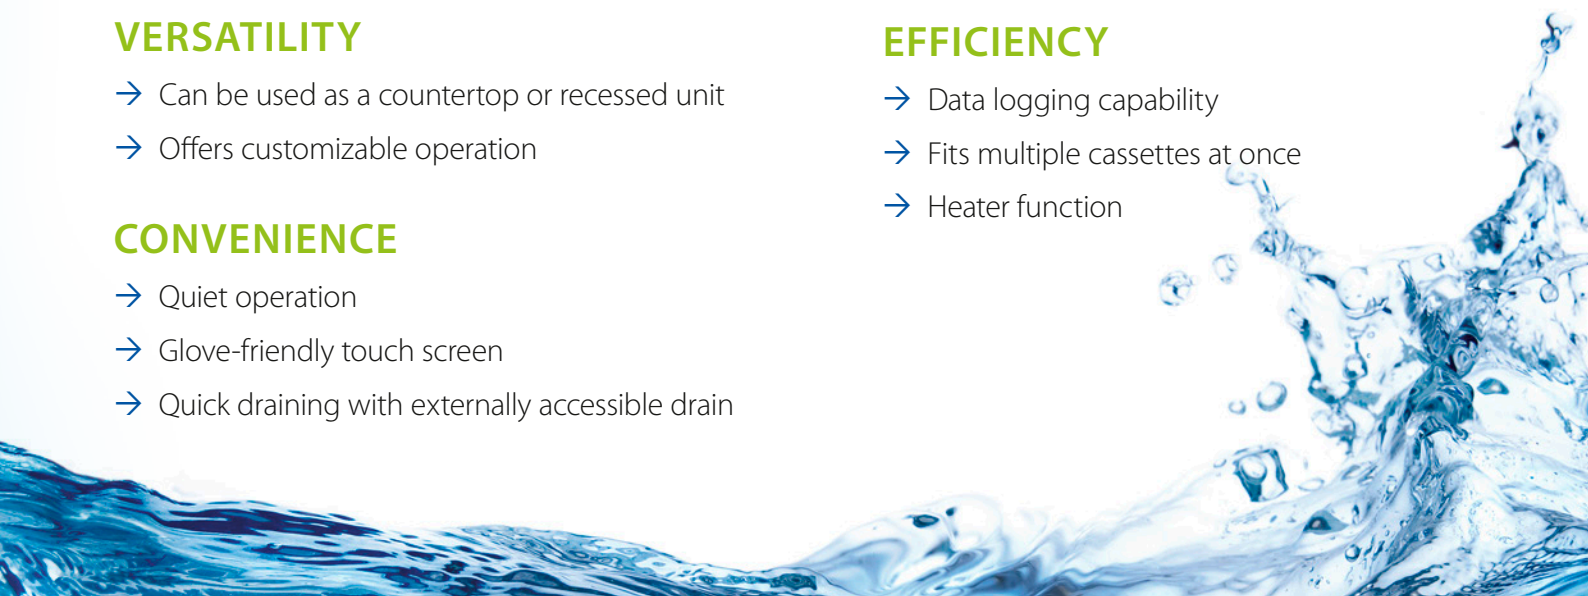 VERSATILITY
→ Can be used as a countertop or recessed unit
→ Offers customizable operation
CONVENIENCE
→ Quiet operation
→ Glove-friendly touch screen
→ Quick draining with externally accessible drain
EFFICIENCY
→ Data logging capability
→ Fits multiple cassettes at once
→ Heater function